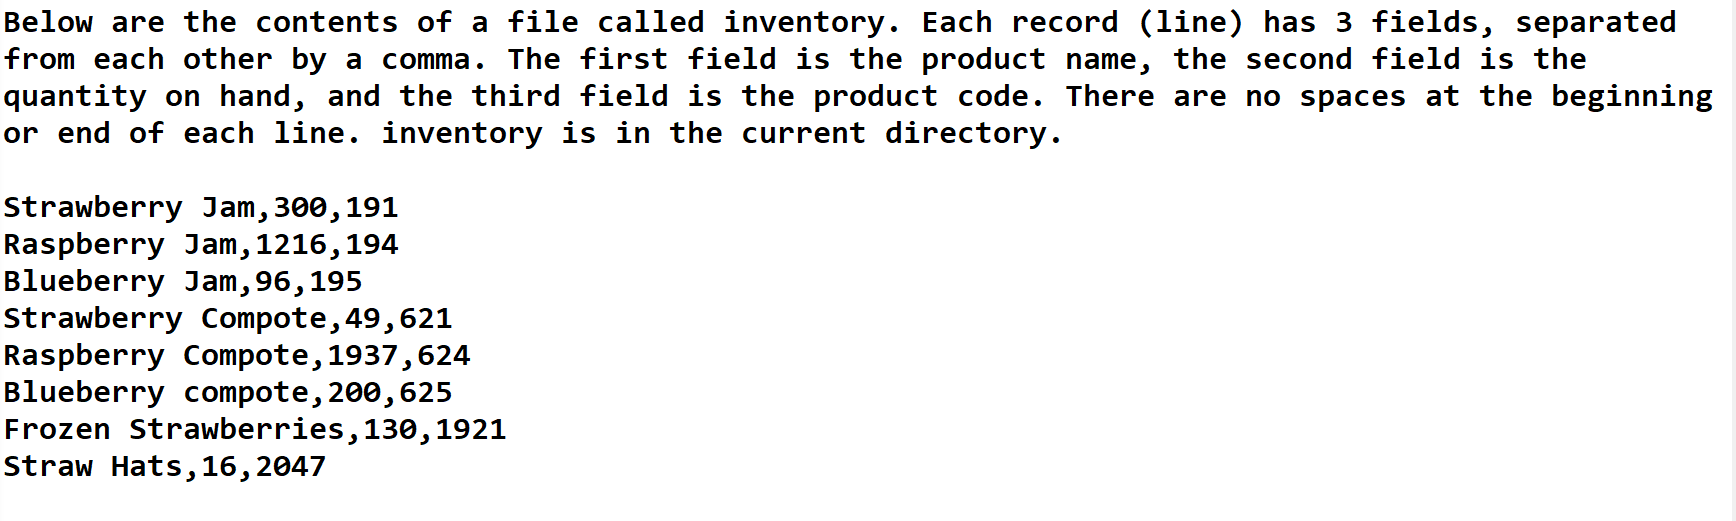 Below are the contents of a file called inventory. Each record (line) has 3 fields, separated
from each other by a comma. The first field is the product name, the second field is the
quantity on hand, and the third field is the product code. There are no spaces at the beginning
or end of each line. inventory is in the current directory.
Strawberry Jam,300,191
Raspberry Jam,1216,194
Blueberry Jam,96,195
Strawberry Compote,49,621
Raspberry Compote,1937,624
Blueberry compote,200,625
Frozen Strawberries,130,1921
Straw Hats,16,2047